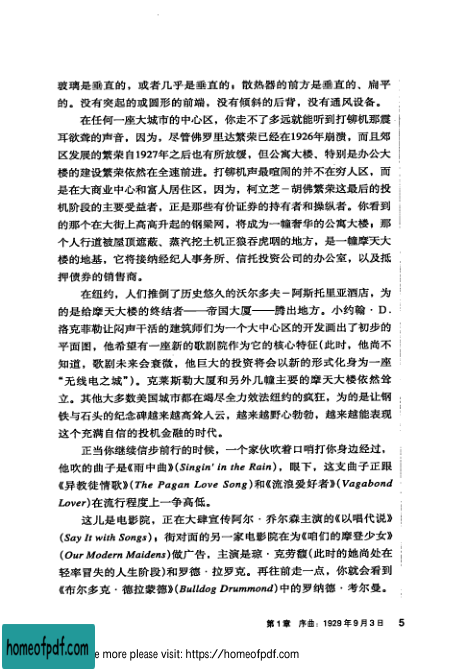 玻璃是垂直的，或者几乎是垂直的；散热器的前方是垂直的、扁平
的。没有突起的或圆形的前端，没有倾斜的后背，没有通风设备。
在任何一座大城市的中心区，你走不了多远就能听到打铆机那震
耳欲聋的声音，因为，尽管佛罗里达繁荣已经在1926年崩溃，而且郊
区发展的繁荣自1927年之后也有所放缓，但公寓大楼、特别是办公大
楼的建设繁荣依然在全速前进。打铆机声最喧闹的并不在穷人区，而
是在大商业中心和富人居住区，因为，柯立芝－胡佛繁荣这最后的投
机阶段的主要受益者，正是那些有价证券的持有者和操纵者。你看到
的那个在大街上高高升起的钢梁网，将成为一幢奢华的公寓大楼；那
个人行道被屋顶遮蔽、蒸汽挖土机正狼吞虎咽的地方，是一幢摩天大
楼的地基，它将接纳经纪人事务所、信托投资公司的办公室，以及抵
押债券的销售商。
在纽约，人们推倒了历史悠久的沃尔多夫－阿斯托里亚酒店，为
的是给摩天大楼的终结者——帝国大厦——腾出地方。小约翰·D．
洛克菲勒让闷声干活的建筑师们为一个大中心区的开发画出了初步的
平面图，他希望有一座新的歌剧院作为它的核心特征(此时，他尚不
知道，歌剧未来会衰微，他巨大的投资将会以新的形式化身为一座
“无线电之城”)。克莱斯勒大厦和另外几幢主要的摩天大楼依然耸
立。其他大多数美国城市都在竭尽全力效法纽约的疯狂，为的是让钢
铁与石头的纪念碑越来越高耸入云，越来越野心勃勃，越来越能表现
这个充满自信的投机金融的时代。
正当你继续信步前行的时候，一个家伙吹着口哨打你身边经过，
他吹的曲子是《雨中曲》(Singin' in the Rain)，眼下，这支曲子正跟
《异教徒情歌》(The Pagan Love Song)和《流浪爱好者》(Vagabond
Lover)在流行程度上一争高低。
这儿是电影院，正在大肆宣传阿尔·乔尔森主演的《以唱代说》
(Say It with Songs)；街对面的另一家电影院在为《咱们的摩登少女》
(Our Modern Maidens)做广告，主演是琼·克劳馥(此时的她尚处在
轻率冒失的人生阶段)和罗德·拉罗克。再往前走一点，你就会看到
《布尔多克·德拉蒙德》(Bulldog Drummond)中的罗纳德·考尔曼。
第1章 序曲：1929年9月3日 5
homeofpdf.com
e more please visit: https://homeofpdf.com